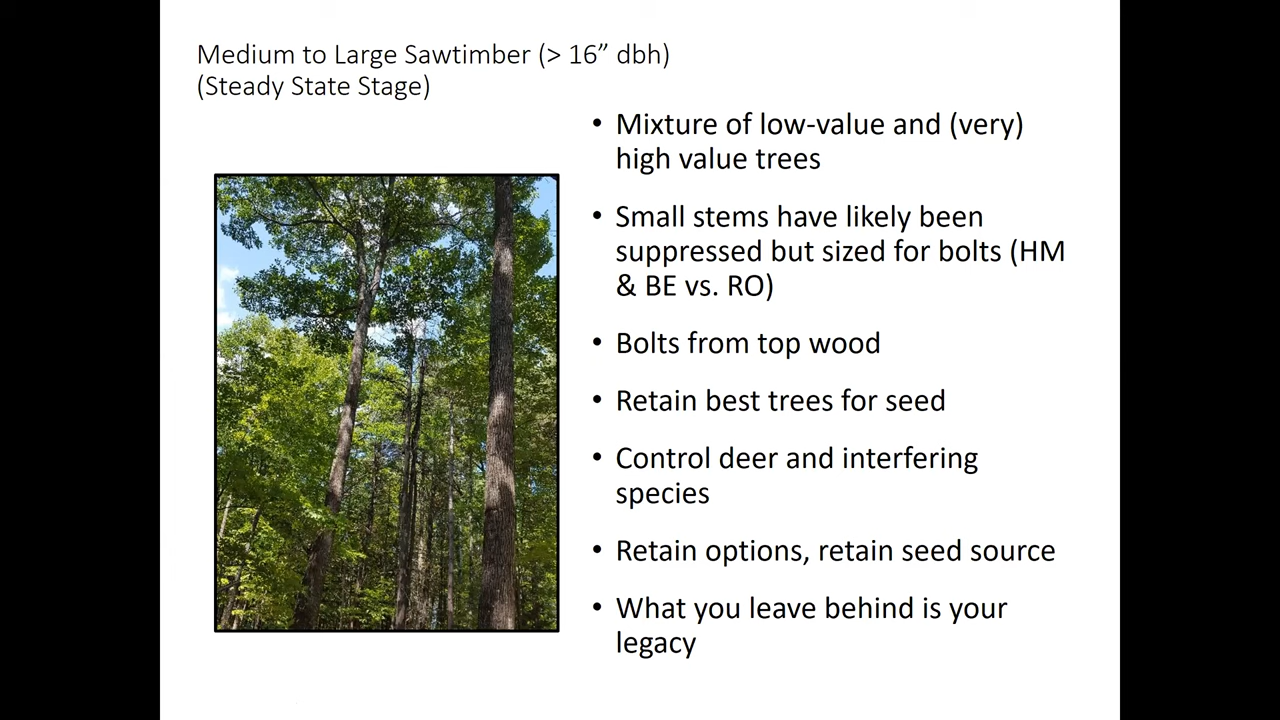 Medium to Large Sawtimber (> 16” dbh)
(Steady State Stage)
• Mixture of low-value and (very)
high value trees
• Small stems have likely been
suppressed but sized for bolts (HM
& BE vs. RO)
• Bolts from top wood
• Retain best trees for seed
• Control deer and interfering
species
• Retain options, retain seed source
• What you leave behind is your
legacy